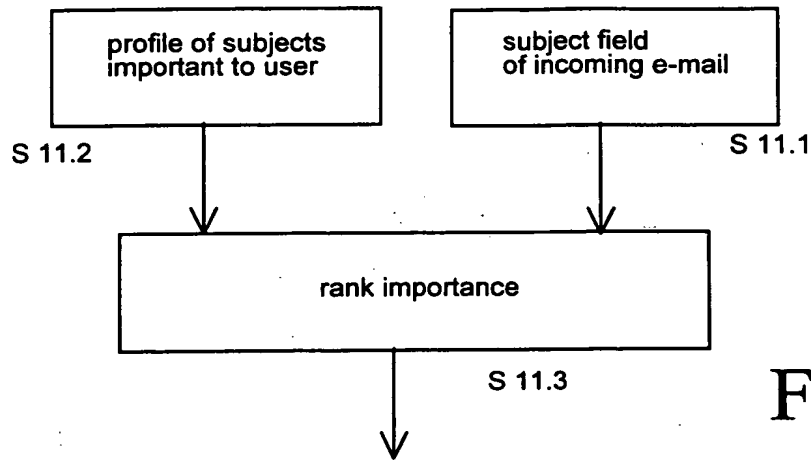 profile of subjects
important to user
subject field
of incoming e-mail
S 11.2
S 11.1
rank importance
S 11.3
F